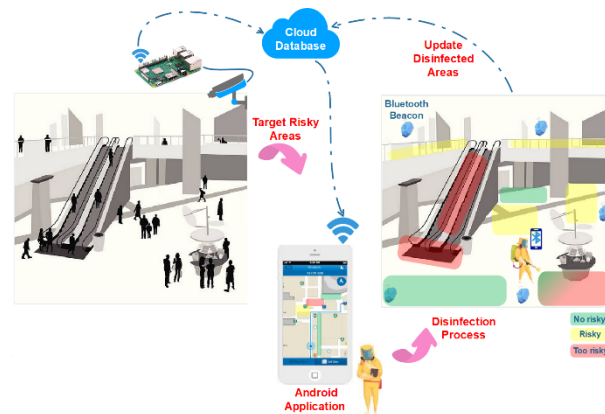 Cloud
Database
Update
Disinfected
Areas
Target Risky
Areas
Bluetooth
Beacon
Disinfection
Process
Android
Application
No risky
Risky
Too risky